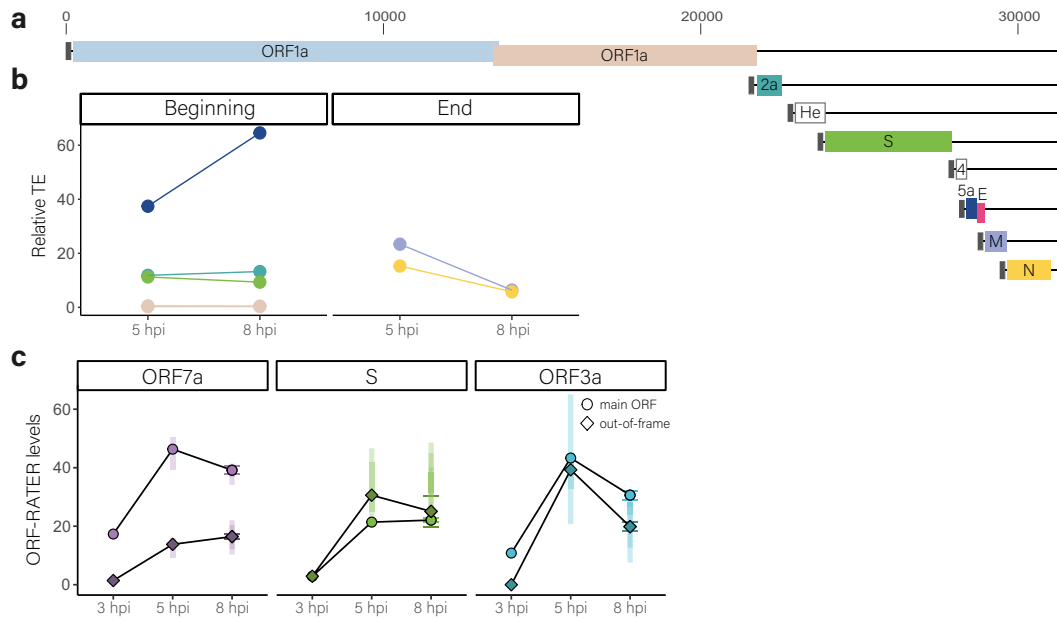 a
0 10000 20000 30000
ORF1a ORF1a
2a
He
S
4
5a E
M
N
b
Beginning End
Relative TE
60
40
20
0
5 hpi 8 hpi 5 hpi 8 hpi
c
ORF7a S ORF3a
main ORF
out-of-frame
ORF-RATER levels
60
40
20
0
3 hpi 5 hpi 8 hpi 3 hpi 5 hpi 8 hpi 3 hpi 5 hpi 8 hpi